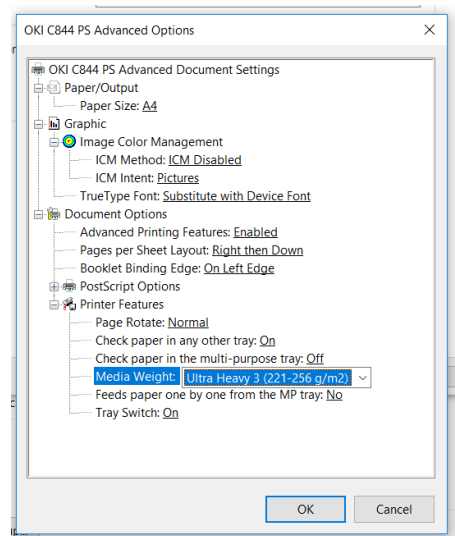 OKI C844 PS Advanced Options
OKI C844 PS Advanced Document Settings
Paper/Output
Paper Size: A4
Graphic
Image Color Management
ICM Method: ICM Disabled
ICM Intent: Pictures
TrueType Font: Substitute with Device Font
Document Options
Advanced Printing Features: Enabled
Pages per Sheet Layout: Right then Down
Booklet Binding Edge: On Left Edge
PostScript Options
Printer Features
Page Rotate: Normal
Check paper in any other tray: On
Check paper in the multi-purpose tray: Off
Media Weight: Ultra Heavy 3 (221-256 g/m2)
Feeds paper one by one from the MP tray: No
Tray Switch: On
OK Cancel